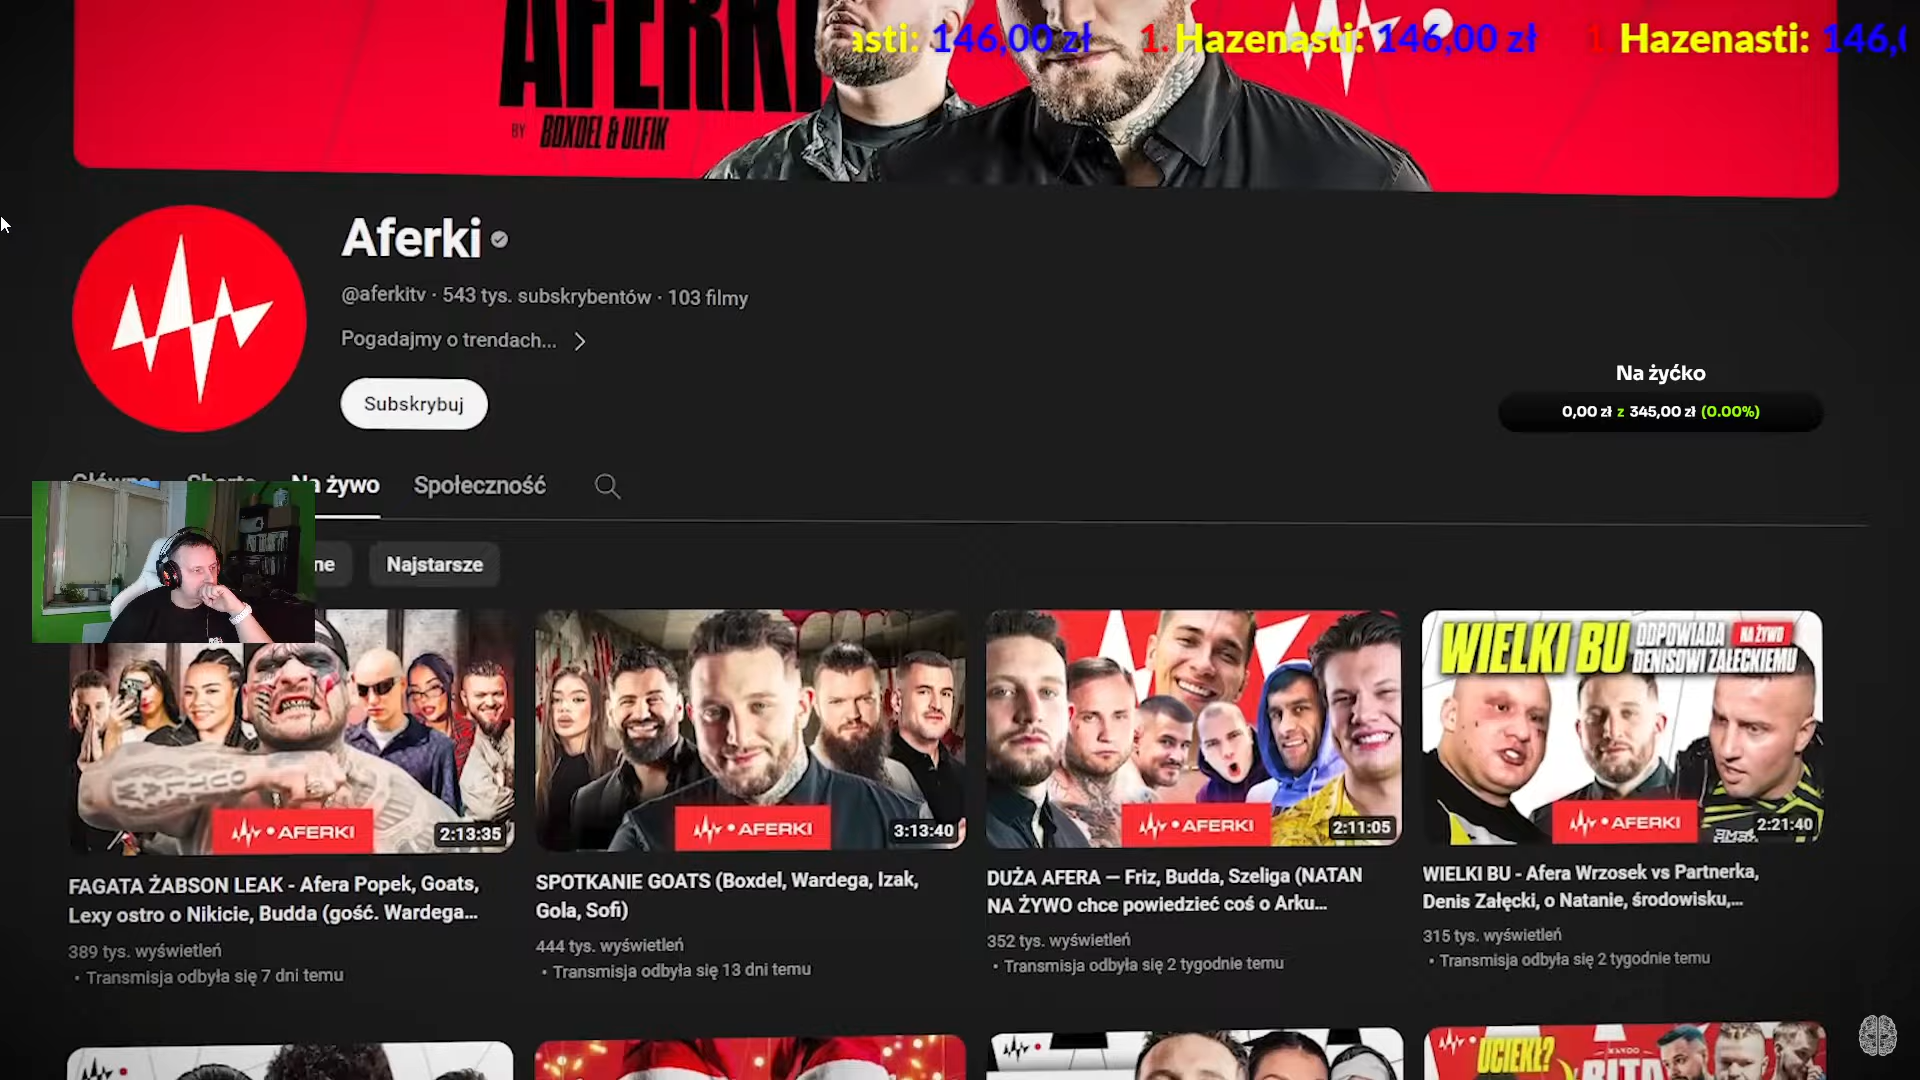 AFERKI
BY BOXDEL & ULFIK
asti: 146,00 zł 1. Hazenasti: 146,00 zł 1 Hazenasti: 146,0
Aferki
@aferkitv · 543 tys. subskrybentów · 103 filmy
Pogadajmy o trendach...
Subskrybuj
Na żyćko
0,00 zł z 345,00 zł (0.00%)
Główna Shorts Na żywo Społeczność
ne Najstarsze
WIELKI BU ODPOWIADA NA ŻYWO
DENISOWI ZAŁECKIEMU
AFERKI 2:13:35
AFERKI 3:13:40
AFERKI 2:11:05
AFERKI 2:21:40
FAGATA ŻABSON LEAK - Afera Popek, Goats,
Lexy ostro o Nikicie, Budda (gość. Wardega...
389 tys. wyświetleń
• Transmisja odbyła się 7 dni temu
SPOTKANIE GOATS (Boxdel, Wardega, Izak,
Gola, Sofi)
444 tys. wyświetleń
• Transmisja odbyła się 13 dni temu
DUŻA AFERA — Friz, Budda, Szeliga (NATAN
NA ŻYWO chce powiedzieć coś o Arku...
352 tys. wyświetleń
• Transmisja odbyła się 2 tygodnie temu
WIELKI BU - Afera Wrzosek vs Partnerka,
Denis Załęcki, o Natanie, środowisku,...
315 tys. wyświetleń
• Transmisja odbyła się 2 tygodnie temu
UCIEKŁ?